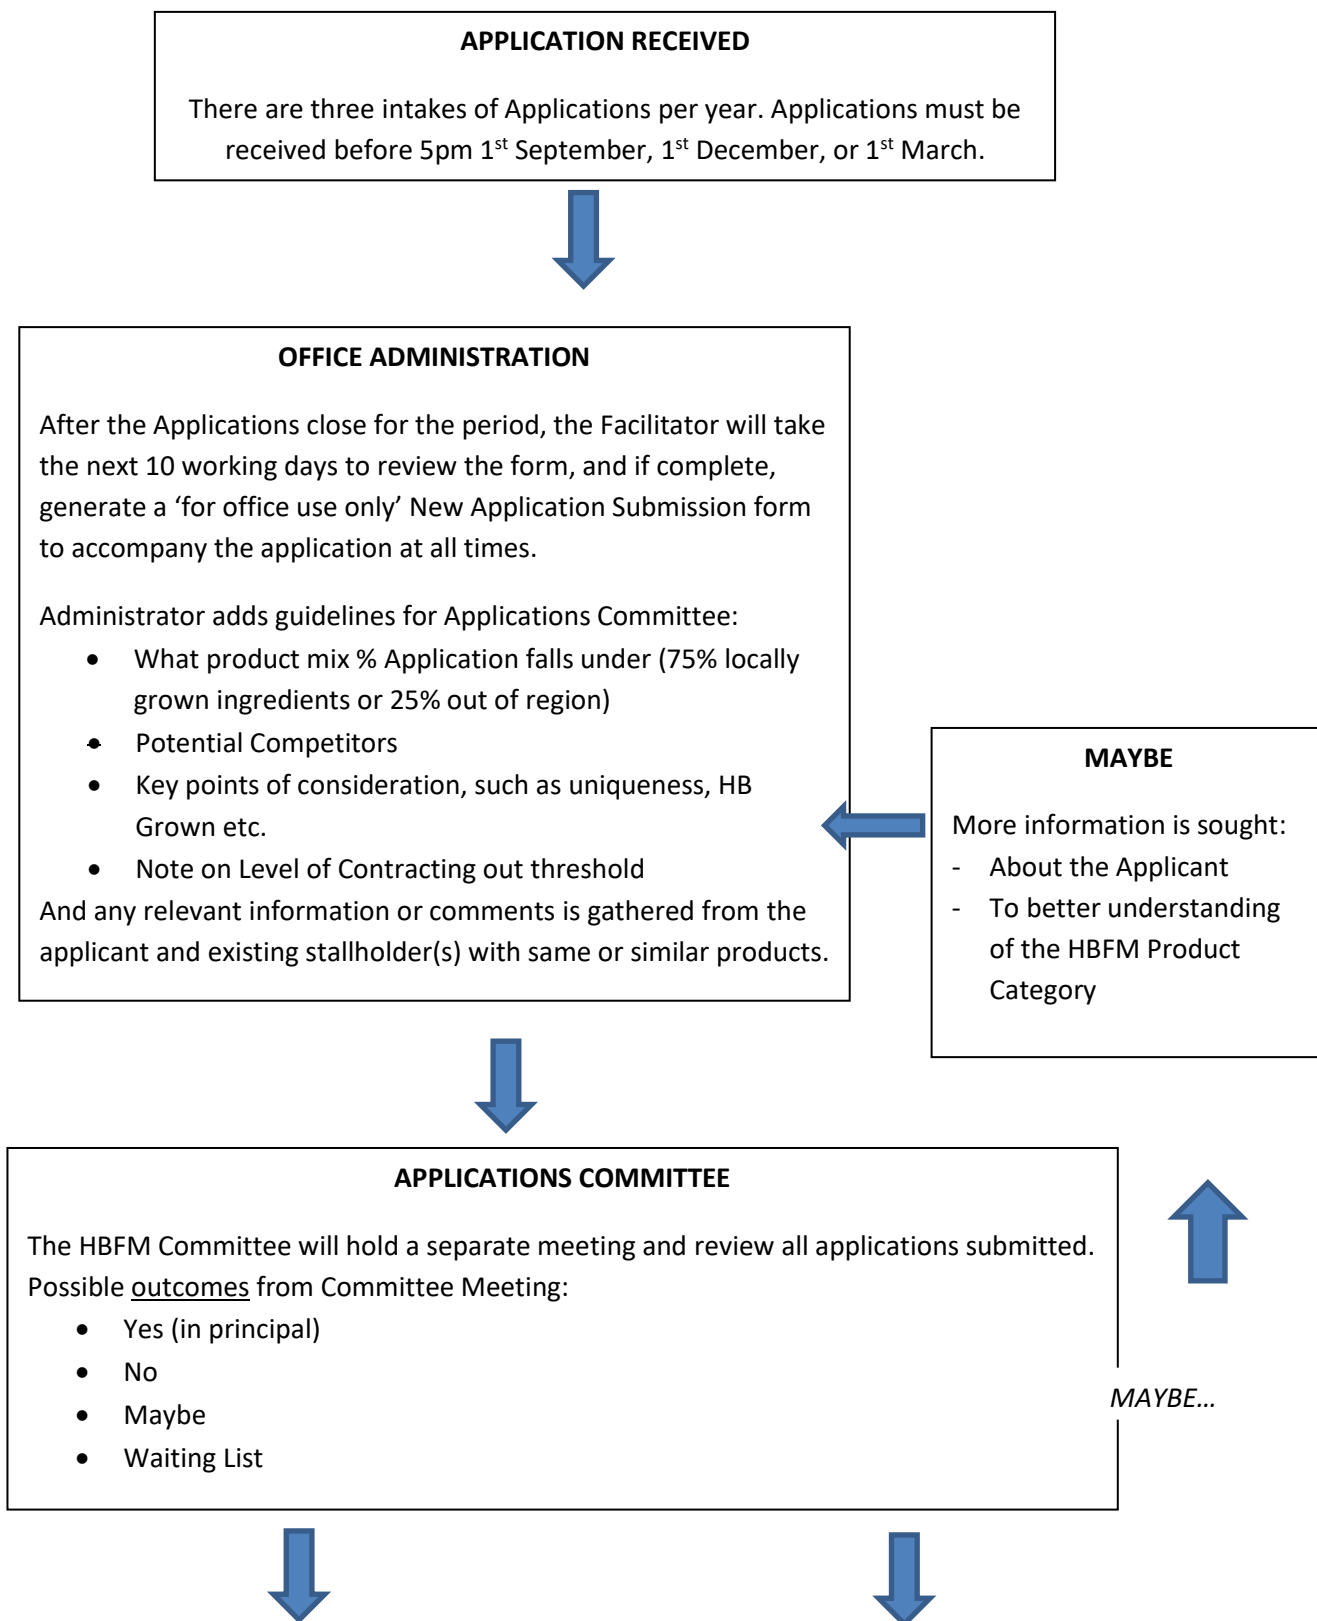 APPLICATION RECEIVED
There are three intakes of Applications per year. Applications must be
received before 5pm 1st September, 1st December, or 1st March.
OFFICE ADMINISTRATION
After the Applications close for the period, the Facilitator will take
the next 10 working days to review the form, and if complete,
generate a ‘for office use only’ New Application Submission form
to accompany the application at all times.
Administrator adds guidelines for Applications Committee:
• What product mix % Application falls under (75% locally
grown ingredients or 25% out of region)
• Potential Competitors
• Key points of consideration, such as uniqueness, HB
Grown etc.
• Note on Level of Contracting out threshold
And any relevant information or comments is gathered from the
applicant and existing stallholder(s) with same or similar products.
MAYBE
More information is sought:
- About the Applicant
- To better understanding
of the HBFM Product
Category
APPLICATIONS COMMITTEE
The HBFM Committee will hold a separate meeting and review all applications submitted.
Possible outcomes from Committee Meeting:
• Yes (in principal)
• No
• Maybe
• Waiting List
MAYBE…